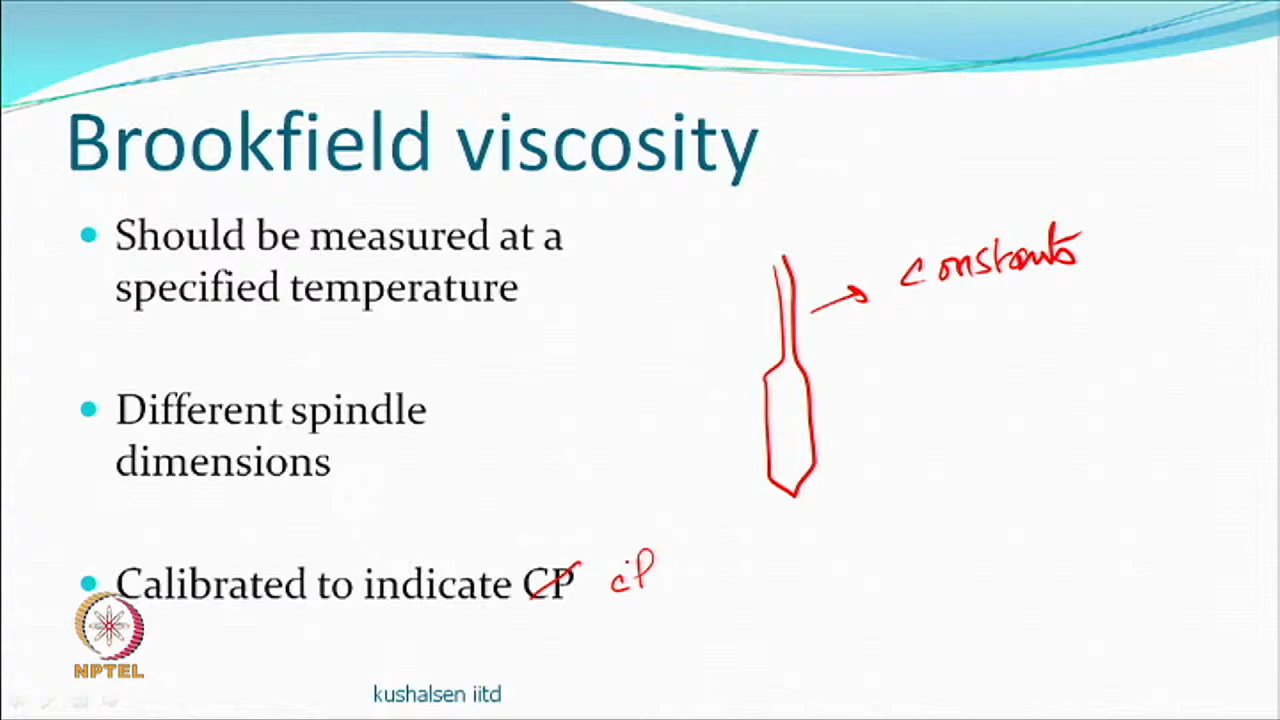 Brookfield viscosity
• Should be measured at a
specified temperature
constants
• Different spindle
dimensions
• Calibrated to indicate CP cP
NPTEL
kushalsen iitd